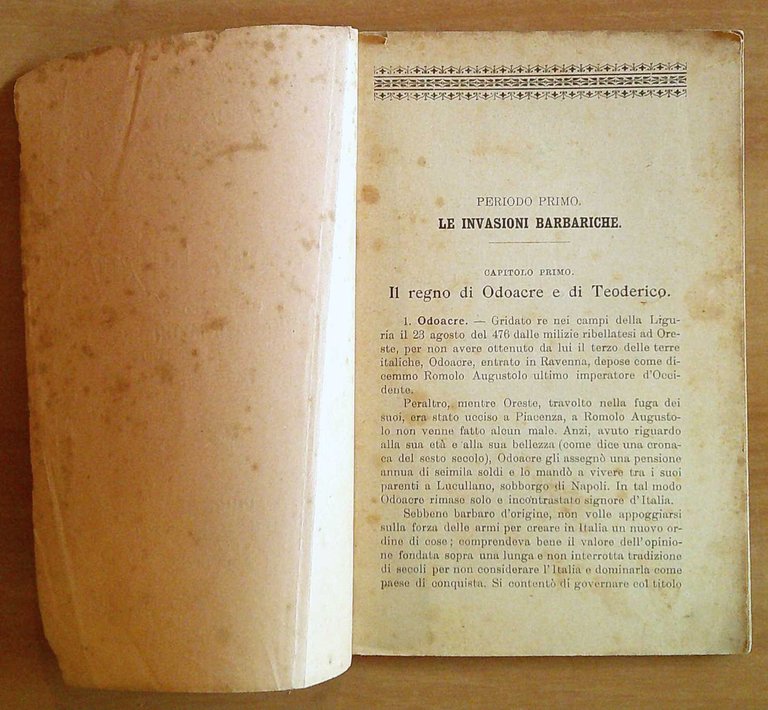 PERIODO PRIMO.
LE INVASIONI BARBARICHE.
CAPITOLO PRIMO.
Il regno di Odoacre e di Teoderico.
1. Odoacre. — Gridato re nei campi della Ligu-
ria il 23 agosto del 476 dalle milizie ribellatesi ad Ore-
ste, per non avere ottenuto da lui il terzo delle terre
italiche, Odoacre, entrato in Ravenna, depose come di-
cemmo Romolo Augustolo ultimo imperatore d'Occi-
dente.
Peraltro, mentre Oreste, travolto nella fuga dei
suoi, era stato ucciso a Piacenza, a Romolo Augusto-
lo non venne fatto alcun male. Anzi, avuto riguardo
alla sua età e alla sua bellezza (come dice una crona-
ca del sesto secolo), Odoacre gli assegnò una pensione
annua di seimila soldi e lo mandò a vivere tra i suoi
parenti a Lucullano, sobborgo di Napoli. In tal modo
Odoacre rimase solo e incontrastato signore d'Italia.
Sebbene barbaro d'origine, non volle appoggiarsi
sulla forza delle armi per creare in Italia un nuovo or-
dine di cose; comprendeva bene il valore dell'opinio-
ne fondata sopra una lunga e non interrotta tradizione
di secoli per non considerare l'Italia e dominarla come
paese di conquista. Si contentò di governare col titolo